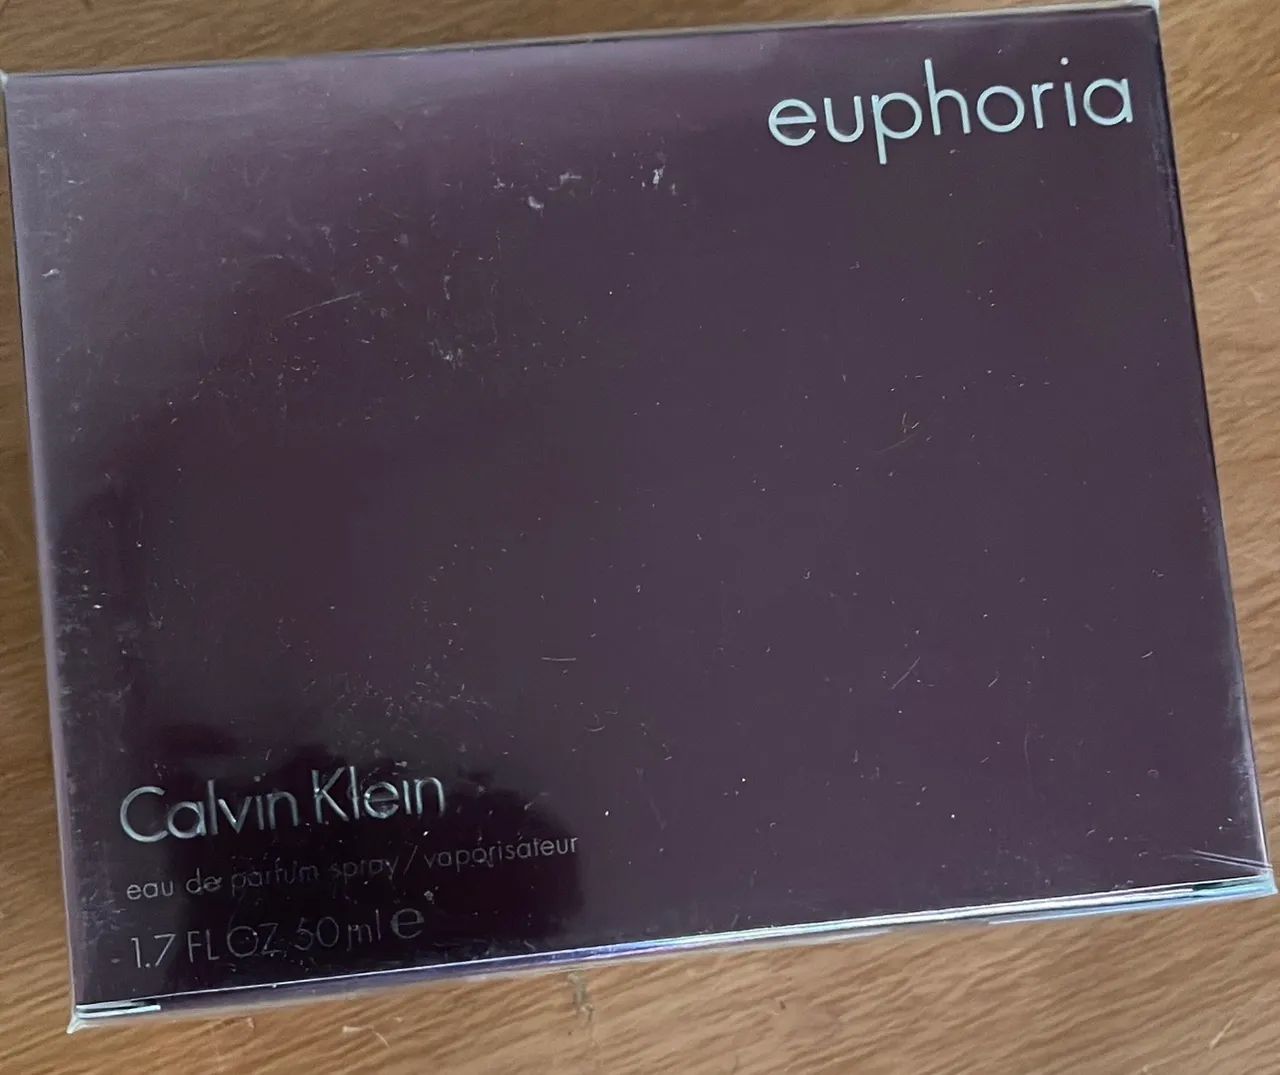 euphoria
Calvin Klein
eau de parfum spray / vaporisateur
1.7 FL OZ 50 ml e